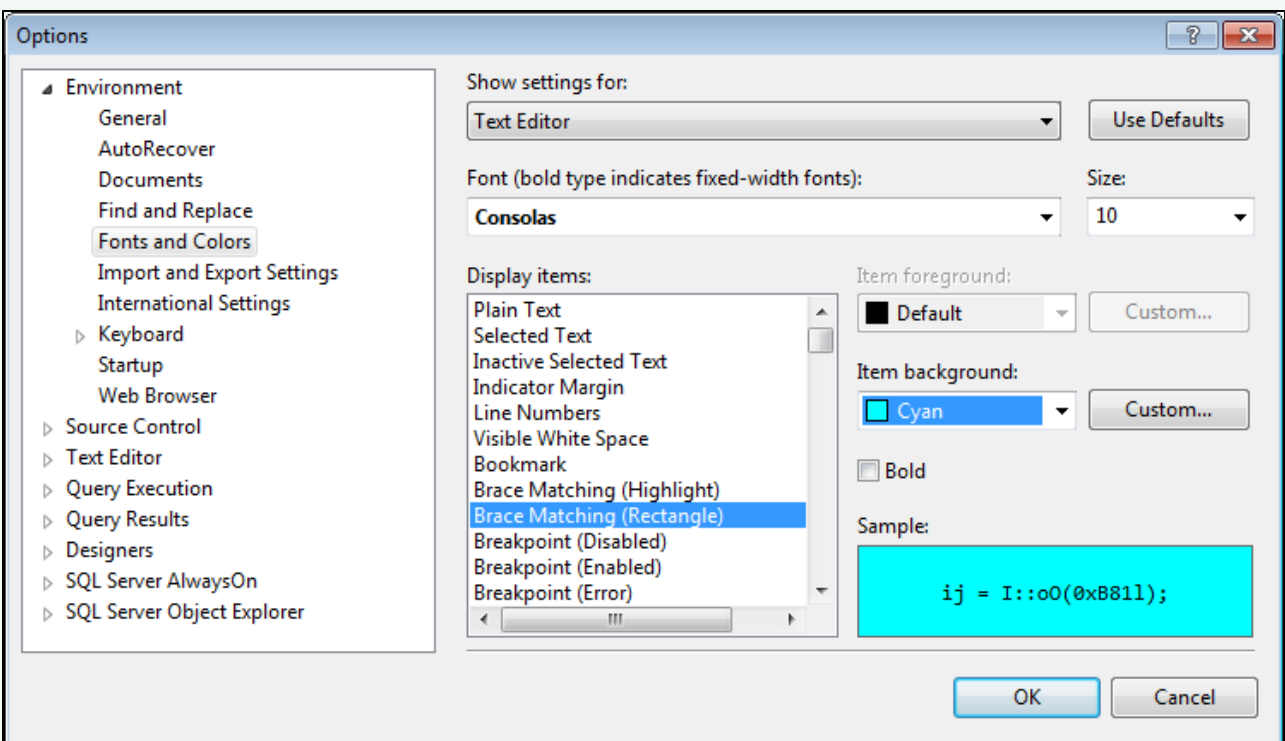 Options
Environment
General
AutoRecover
Documents
Find and Replace
Fonts and Colors
Import and Export Settings
International Settings
Keyboard
Startup
Web Browser
Source Control
Text Editor
Query Execution
Query Results
Designers
SQL Server AlwaysOn
SQL Server Object Explorer
Show settings for:
Text Editor
Use Defaults
Font (bold type indicates fixed-width fonts):
Size:
Consolas
10
Display items:
Plain Text
Selected Text
Inactive Selected Text
Indicator Margin
Line Numbers
Visible White Space
Bookmark
Brace Matching (Highlight)
Brace Matching (Rectangle)
Breakpoint (Disabled)
Breakpoint (Enabled)
Breakpoint (Error)
Item foreground:
Default
Custom...
Item background:
Cyan
Custom...
Bold
Sample:
ij = I::oO(0xB81l);
OK
Cancel